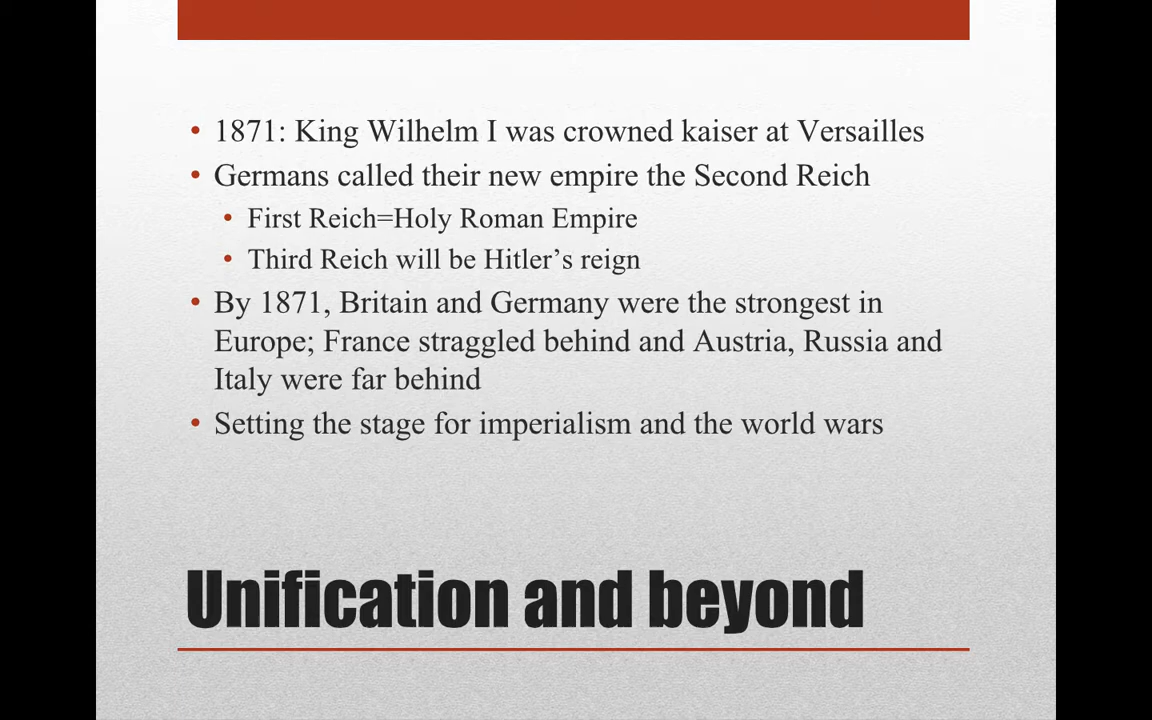 • 1871: King Wilhelm I was crowned kaiser at Versailles
• Germans called their new empire the Second Reich
• First Reich=Holy Roman Empire
• Third Reich will be Hitler’s reign
• By 1871, Britain and Germany were the strongest in
Europe; France straggled behind and Austria, Russia and
Italy were far behind
• Setting the stage for imperialism and the world wars
Unification and beyond